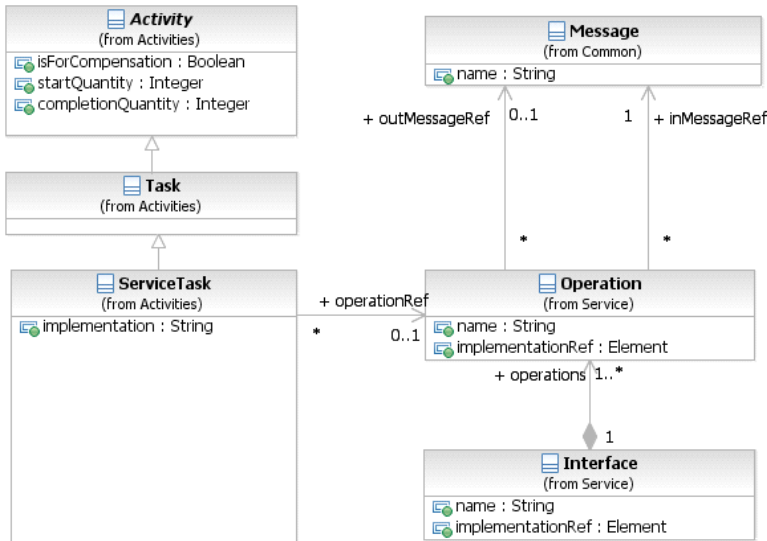 Activity
(from Activities)
isForCompensation : Boolean
startQuantity : Integer
completionQuantity : Integer
Message
(from Common)
name : String
+ outMessageRef
0..1
1
+ inMessageRef
Task
(from Activities)
*
*
ServiceTask
(from Activities)
implementation : String
+ operationRef
*
0..1
Operation
(from Service)
name : String
implementationRef : Element
+ operations
1..*
1
Interface
(from Service)
name : String
implementationRef : Element